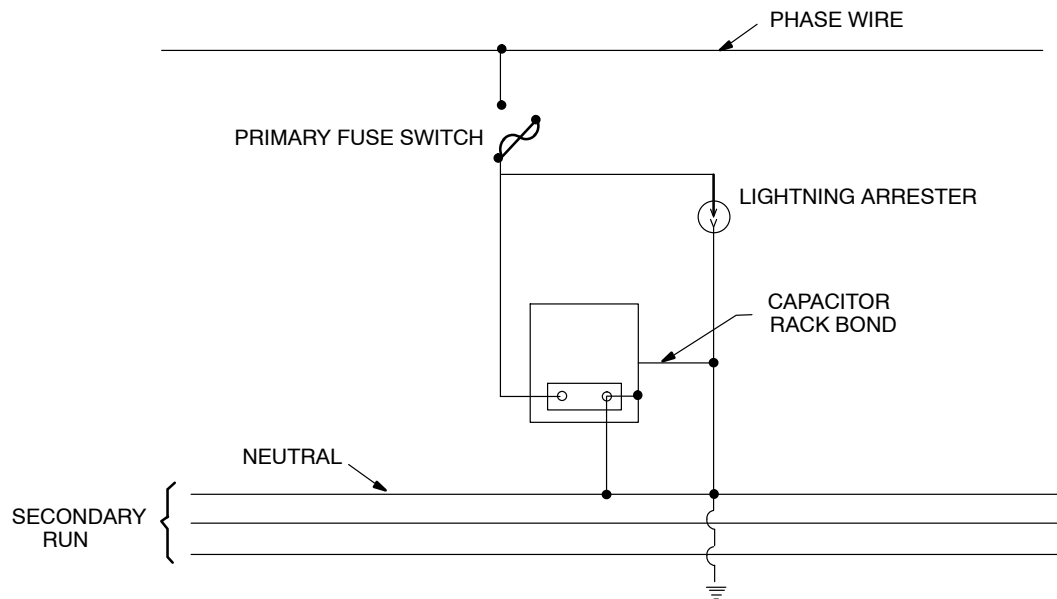 PHASE WIRE
PRIMARY FUSE SWITCH
LIGHTNING ARRESTER
CAPACITOR
RACK BOND
NEUTRAL
SECONDARY
RUN